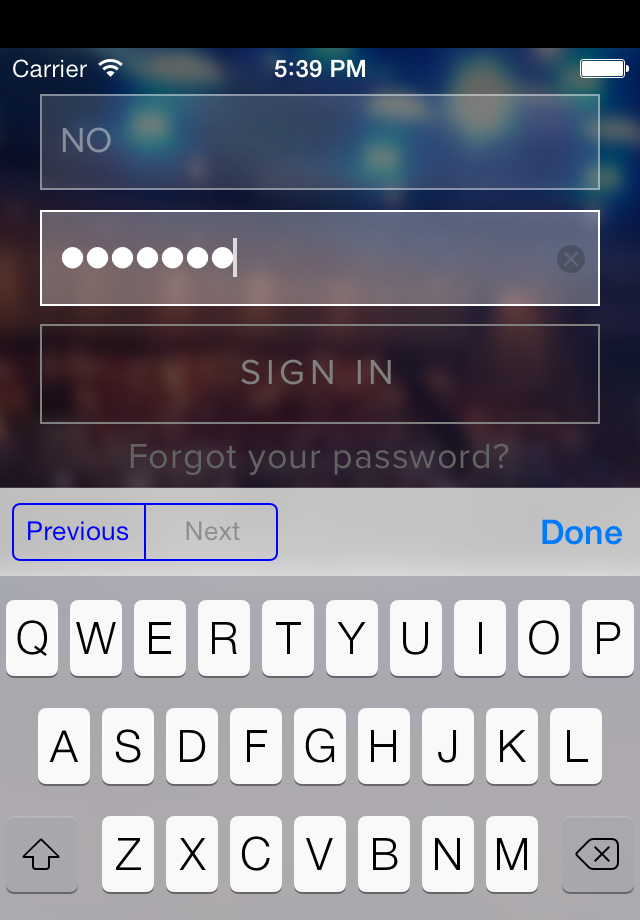 Carrier 5:39 PM
NO
●●●●●●●
SIGN IN
Forgot your password?
Previous Next Done
Q W E R T Y U I O P
A S D F G H J K L
Z X C V B N M